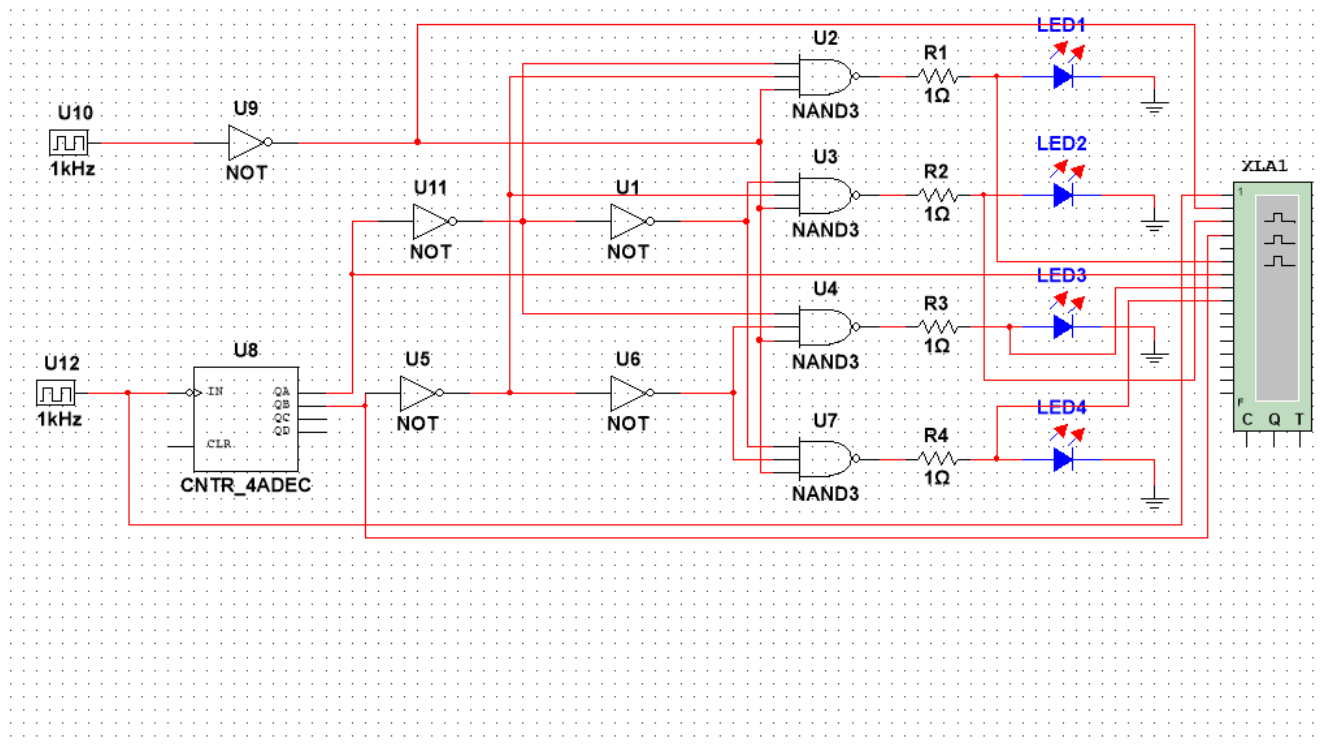 LED1
U2
R1
1Ω
NAND3
U10
1kHz
U9
NOT
LED2
U3
R2
1Ω
NAND3
XLA1
1
F
C Q T
U11
NOT
U1
NOT
LED3
U4
R3
1Ω
NAND3
U12
1kHz
U8
IN
QA
QB
QC
QD
CLR
CNTR_4ADEC
U5
NOT
U6
NOT
LED4
U7
R4
1Ω
NAND3